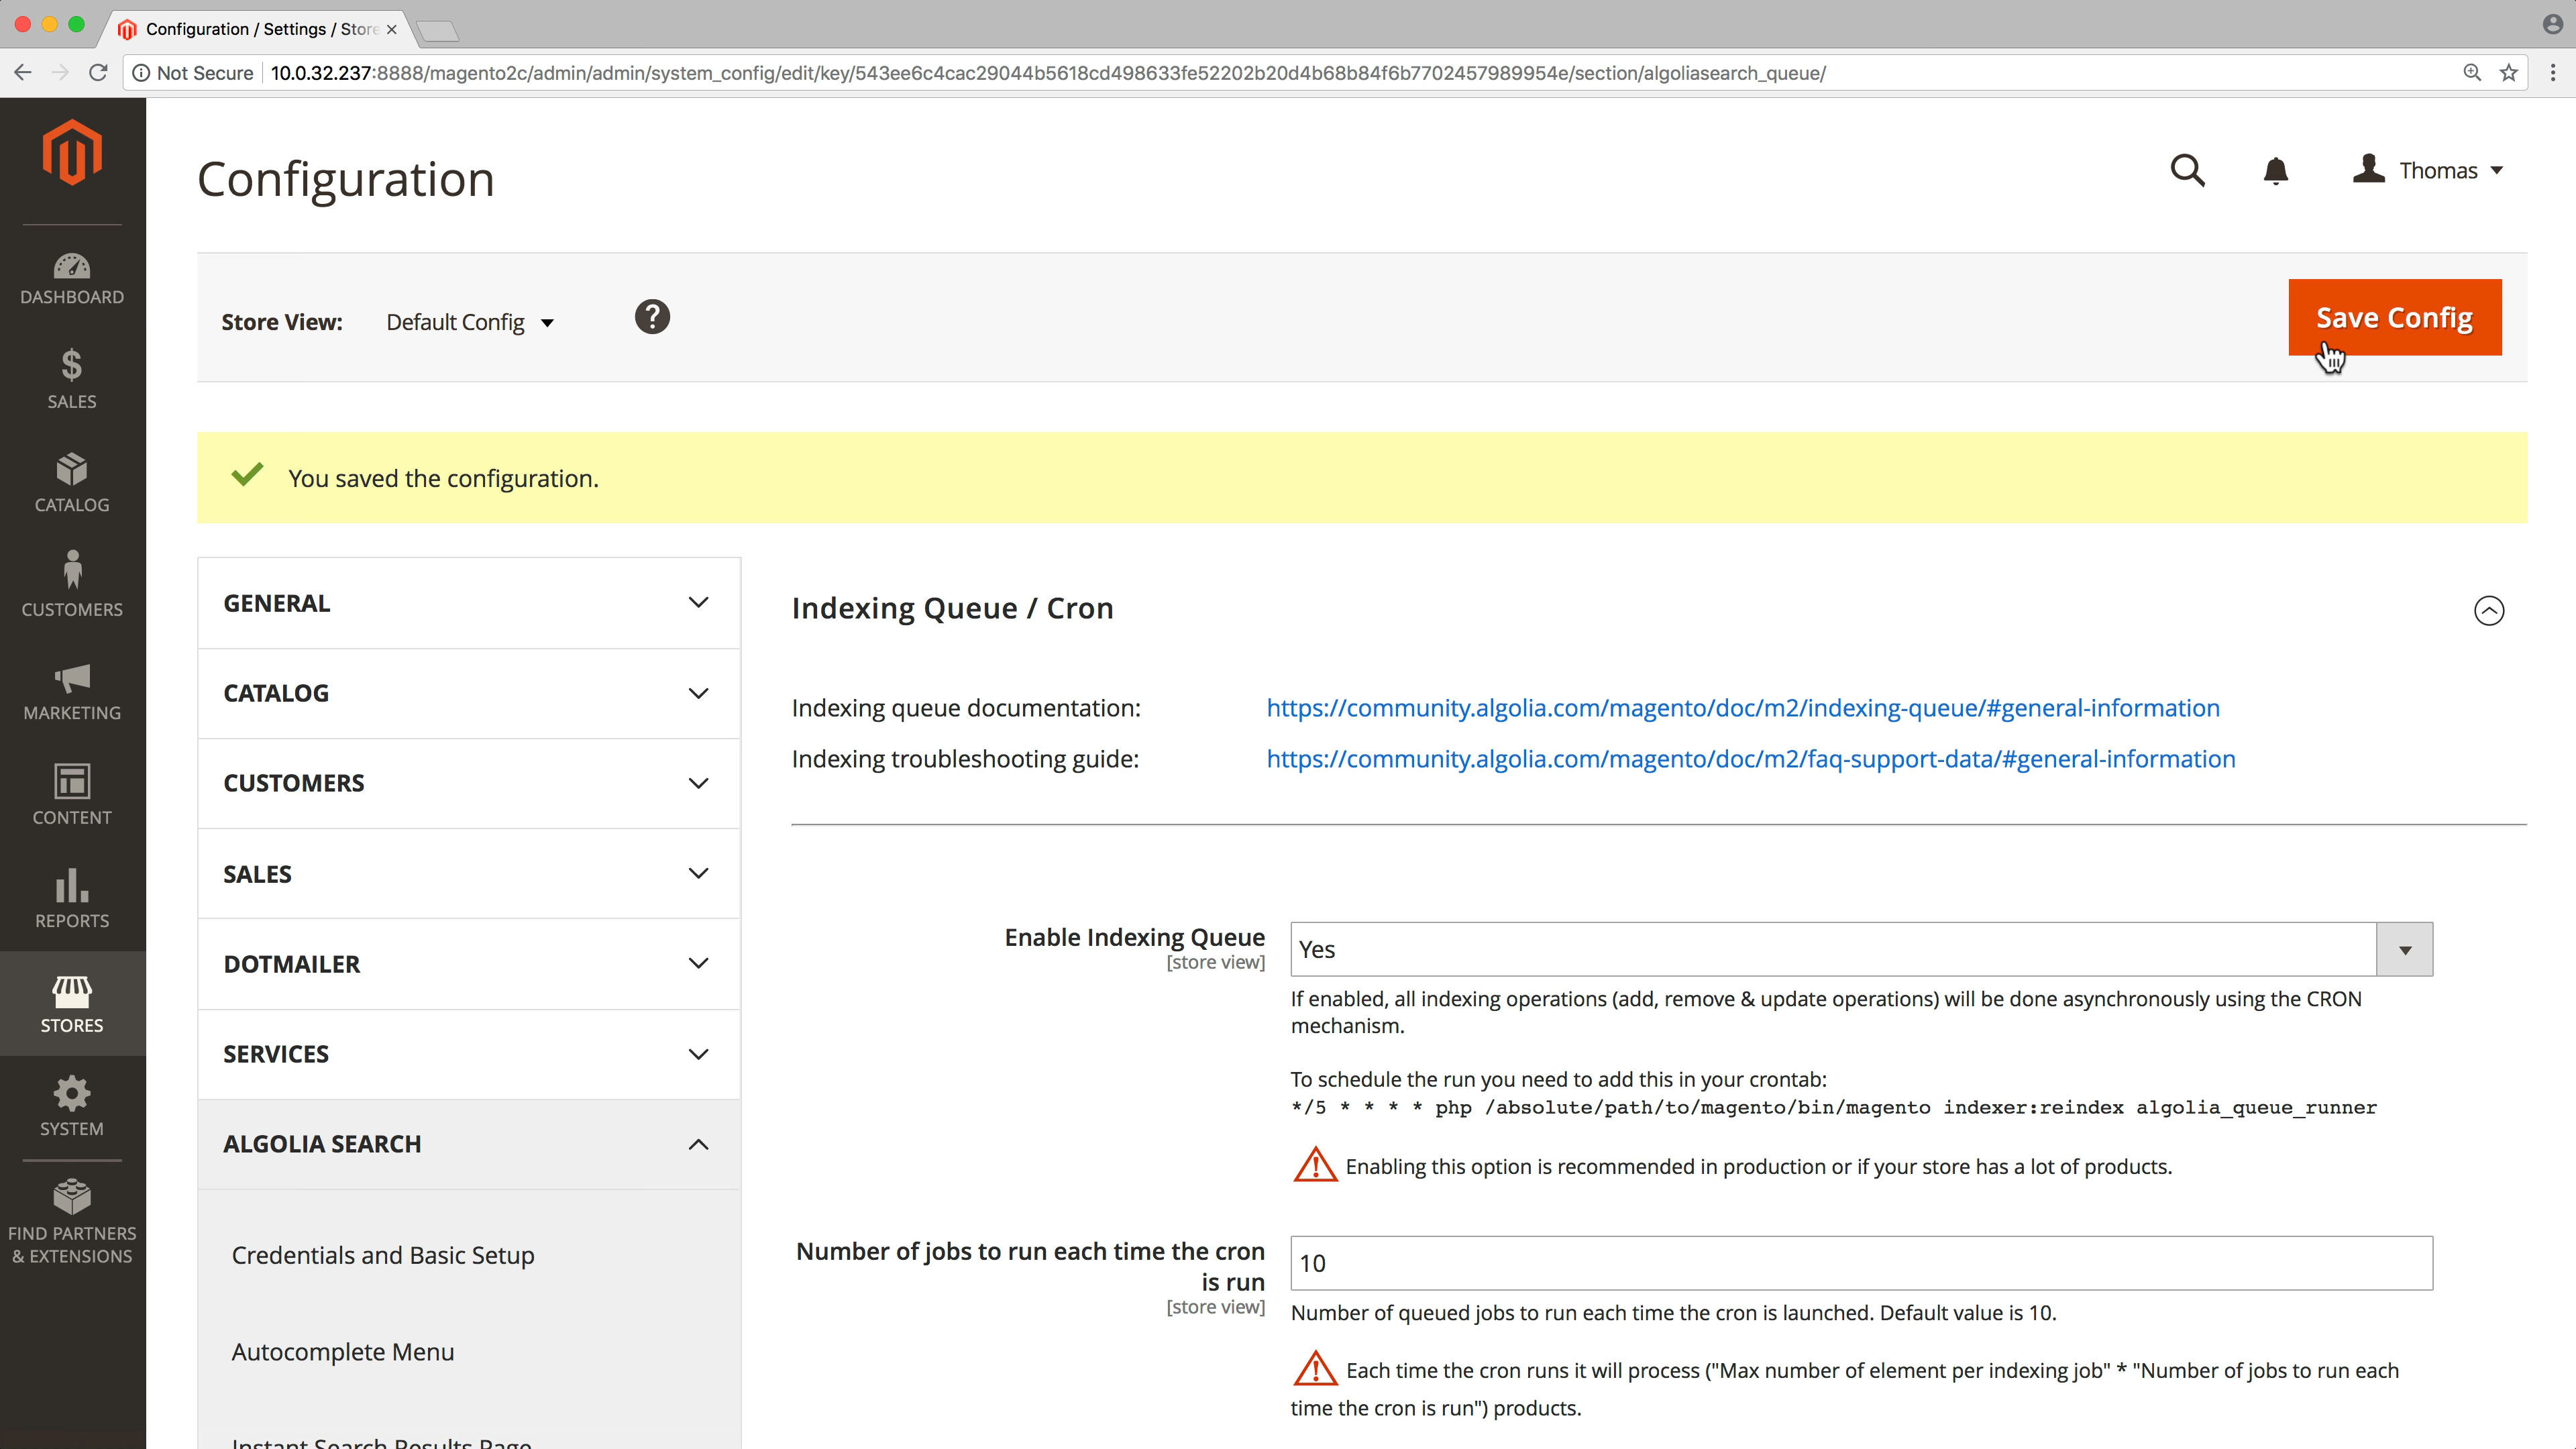 Configuration / Settings / Store
Not Secure 10.0.32.237:8888/magento2c/admin/admin/system_config/edit/key/543ee6c4cac29044b5618cd498633fe52202b20d4b68b84f6b7702457989954e/section/algoliasearch_queue/
Configuration
Thomas
DASHBOARD
SALES
CATALOG
CUSTOMERS
MARKETING
CONTENT
REPORTS
STORES
SYSTEM
FIND PARTNERS
& EXTENSIONS
Store View: Default Config ?
Save Config
You saved the configuration.
GENERAL
CATALOG
CUSTOMERS
SALES
DOTMAILER
SERVICES
ALGOLIA SEARCH
Credentials and Basic Setup
Autocomplete Menu
Instant Search Results Page
Indexing Queue / Cron
Indexing queue documentation: https://community.algolia.com/magento/doc/m2/indexing-queue/#general-information
Indexing troubleshooting guide: https://community.algolia.com/magento/doc/m2/faq-support-data/#general-information
Enable Indexing Queue
[store view]
Yes
If enabled, all indexing operations (add, remove & update operations) will be done asynchronously using the CRON
mechanism.
To schedule the run you need to add this in your crontab:
*/5 * * * * php /absolute/path/to/magento/bin/magento indexer:reindex algolia_queue_runner
Enabling this option is recommended in production or if your store has a lot of products.
Number of jobs to run each time the cron
is run
[store view]
10
Number of queued jobs to run each time the cron is launched. Default value is 10.
Each time the cron runs it will process ("Max number of element per indexing job" * "Number of jobs to run each
time the cron is run") products.